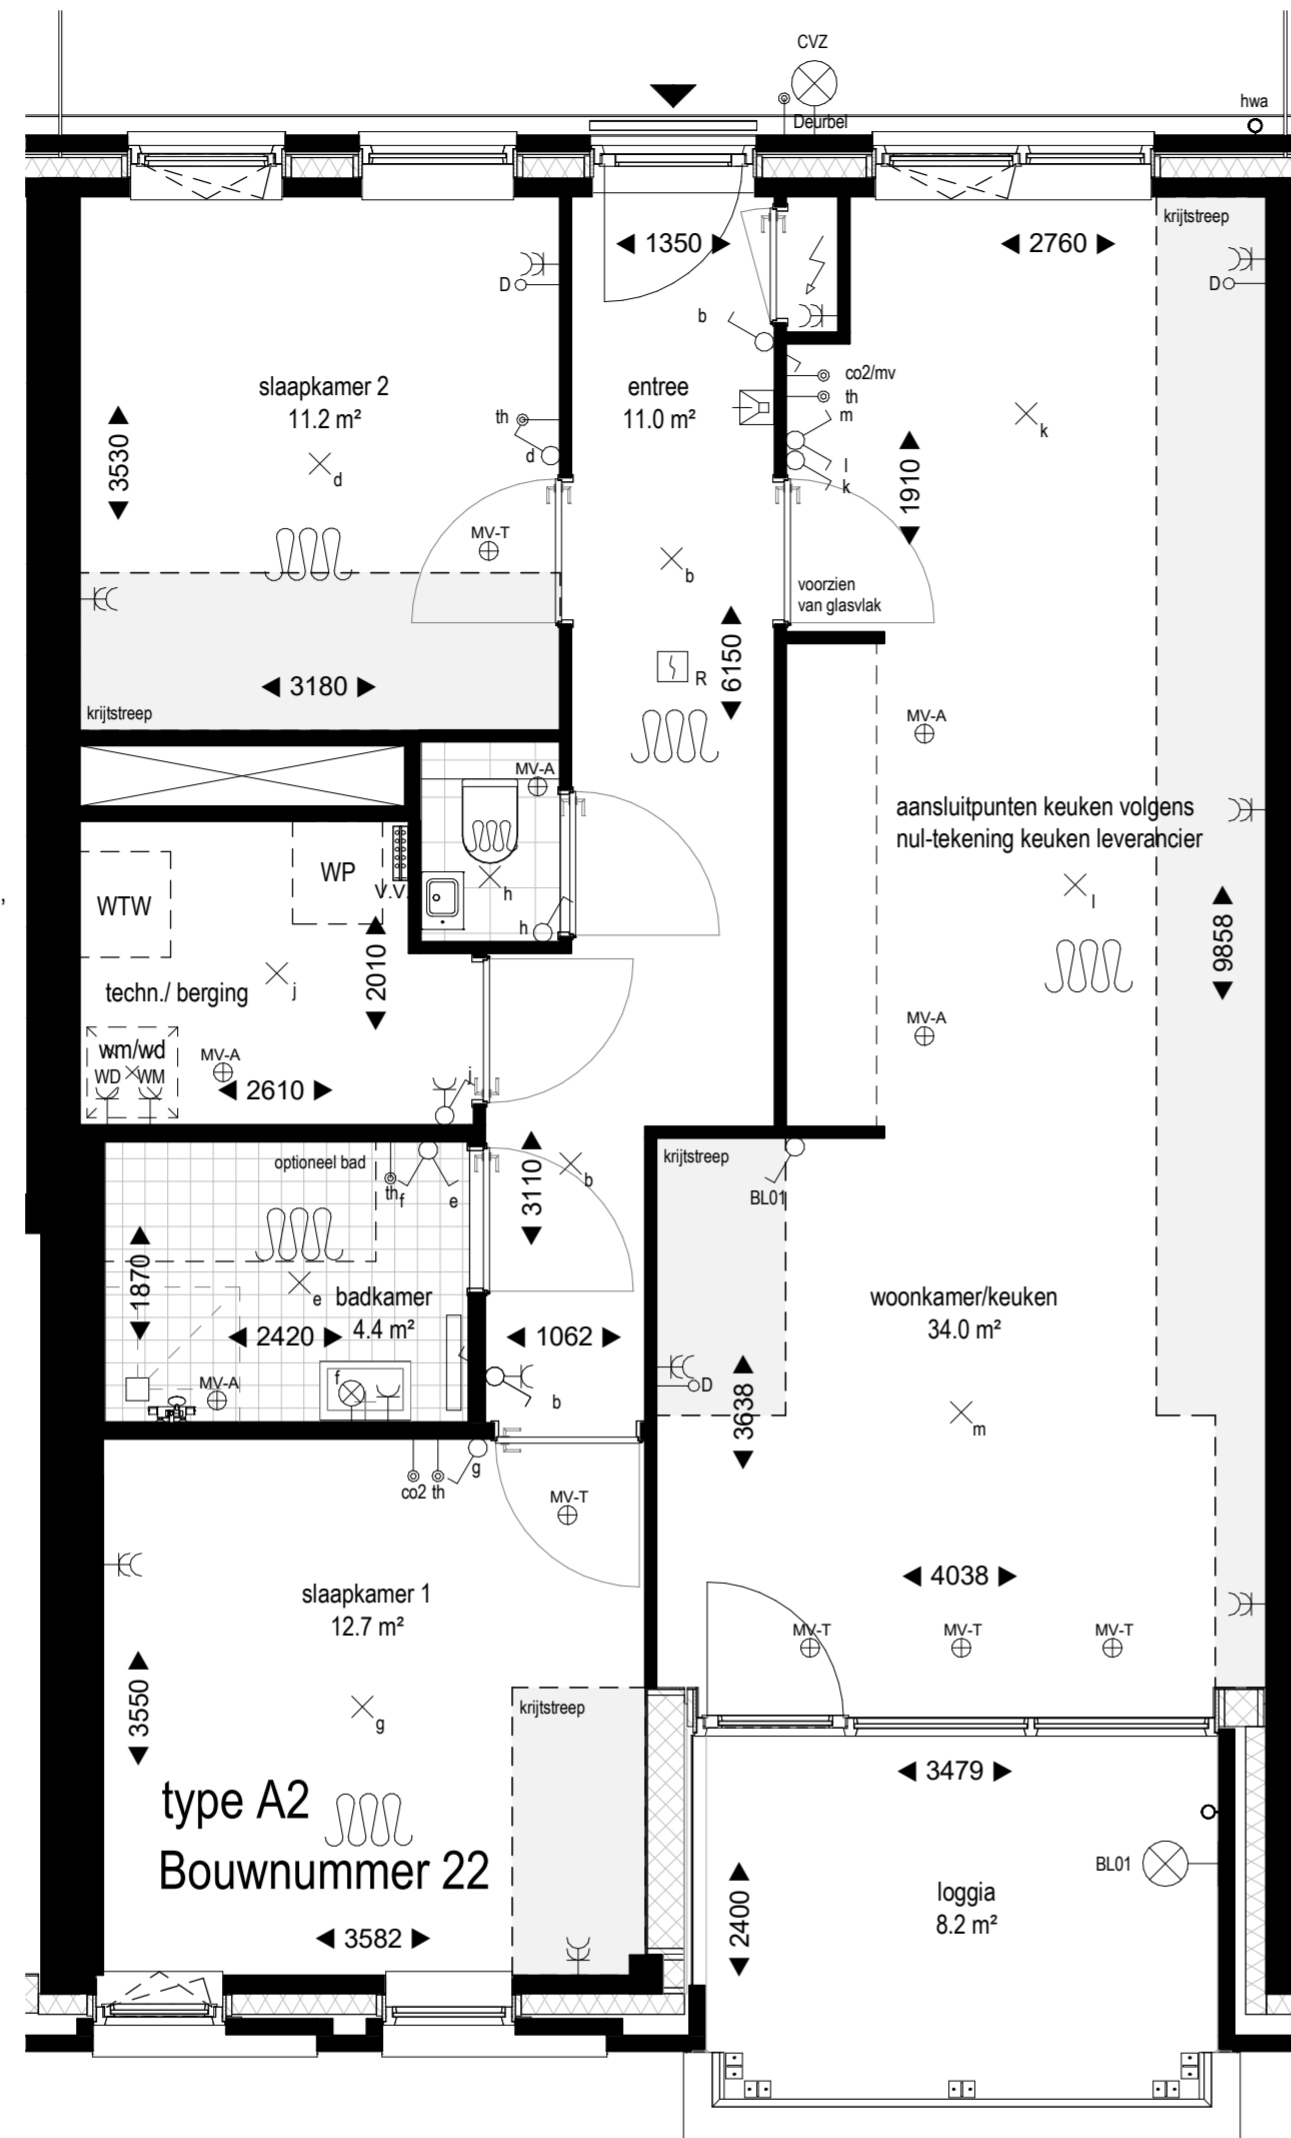 CVZ
hwa
Deurbel
krijtstreep
1350
2760
D
D
b
co2/mv
th
m
l
k
slaapkamer 2
11.2 m²
entree
11.0 m²
th
d
d
k
3530
1910
MV-T
b
voorzien
van glasvlak
6150
R
3180
krijtstreep
MV-A
MV-A
aansluitpunten keuken volgens
nul-tekening keuken leverancier
WP
V.V.
WTW
h
h
l
9858
2010
j
techn./ berging
MV-A
wm/wd
WD
WM
MV-A
2610
j
optioneel bad
th
f
e
3110
b
krijtstreep
BL01
1870
e
badkamer
4.4 m²
2420
1062
woonkamer/keuken
34.0 m²
f
MV-A
b
D
3638
m
g
co2
th
MV-T
slaapkamer 1
12.7 m²
4038
MV-T
MV-T
MV-T
3550
g
krijtstreep
type A2
Bouwnummer 22
3479
BL01
loggia
8.2 m²
2400
3582